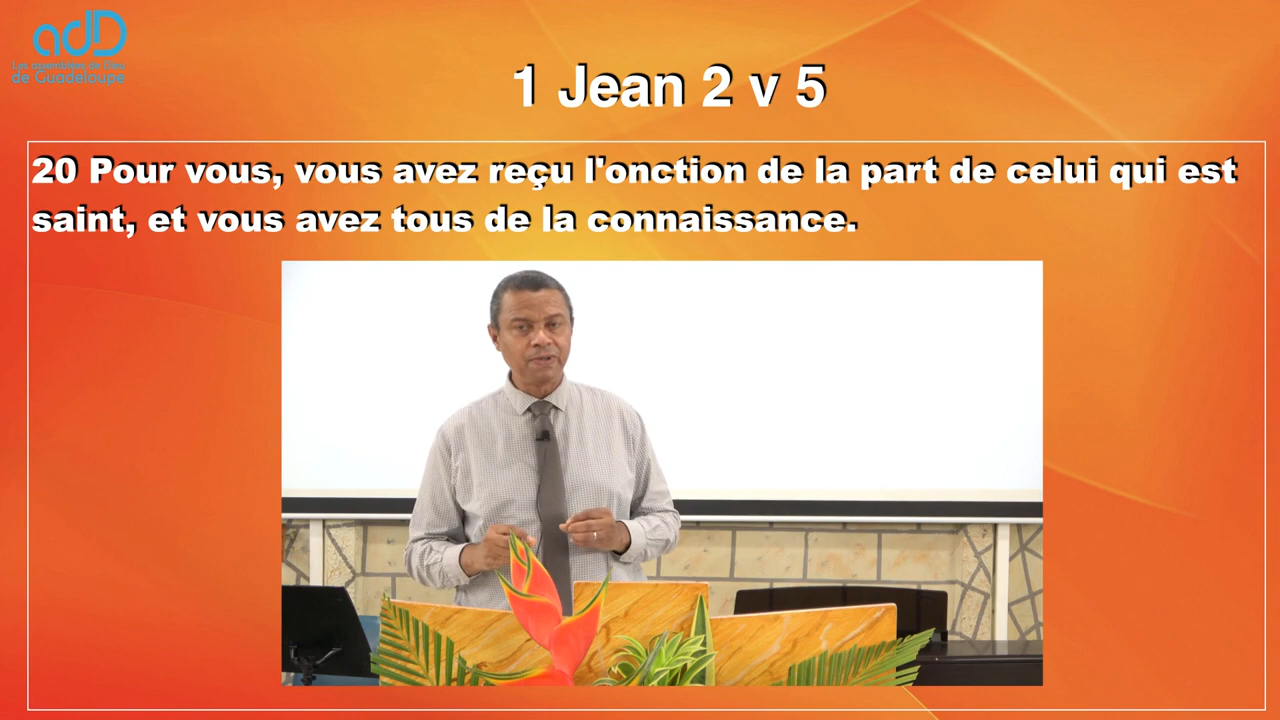 adD
Les assemblées de Dieu
de Guadeloupe
1 Jean 2 v 5
20 Pour vous, vous avez reçu l'onction de la part de celui qui est
saint, et vous avez tous de la connaissance.